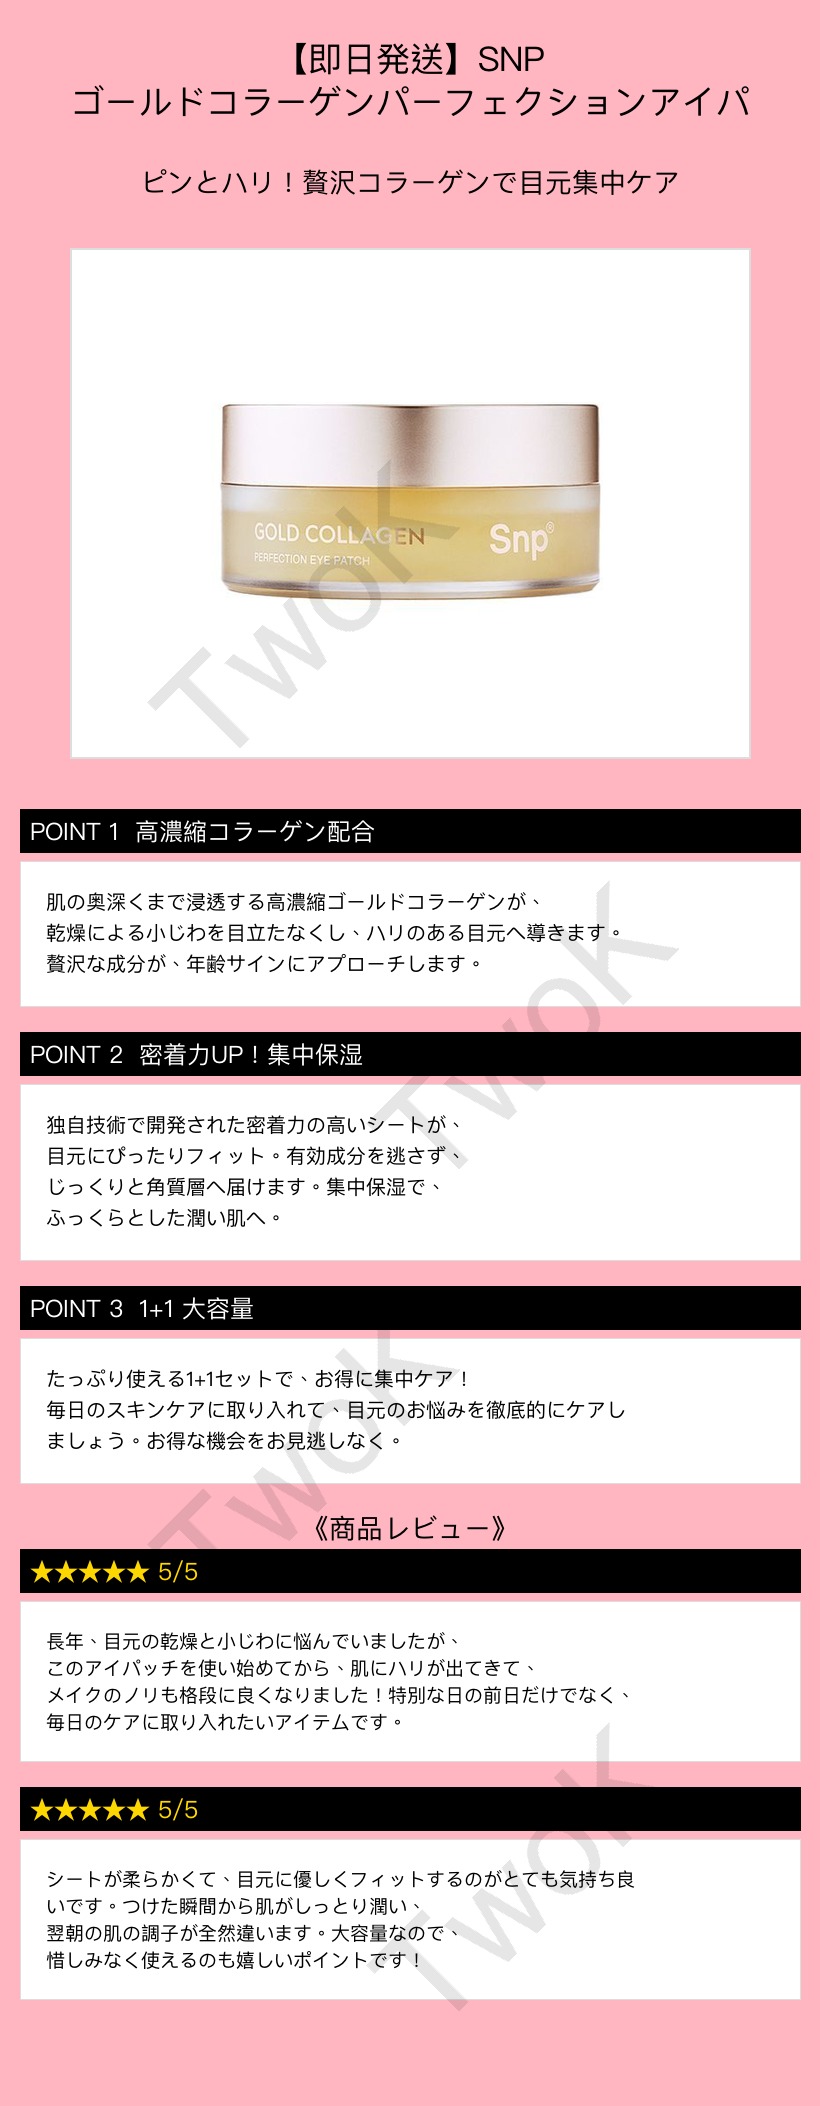 【即日発送】SNP
ゴールドコラーゲンパーフェクションアイパ
ピンとハリ！贅沢コラーゲンで目元集中ケア
GOLD COLLAGEN
PERFECTION EYE PATCH
Snp®
TwoK
POINT 1 高濃縮コラーゲン配合
肌の奥深くまで浸透する高濃縮ゴールドコラーゲンが、
乾燥による小じわを目立たなくし、ハリのある目元へ導きます。
贅沢な成分が、年齢サインにアプローチします。
TwoK
POINT 2 密着力UP！集中保湿
独自技術で開発された密着力の高いシートが、
目元にぴったりフィット。有効成分を逃さず、
じっくりと角質層へ届けます。集中保湿で、
ふっくらとした潤い肌へ。
POINT 3 1+1 大容量
たっぷり使える1+1セットで、お得に集中ケア！
毎日のスキンケアに取り入れて、目元のお悩みを徹底的にケアし
ましょう。お得な機会をお見逃しなく。
TwoK
《商品レビュー》
★★★★★ 5/5
長年、目元の乾燥と小じわに悩んでいましたが、
このアイパッチを使い始めてから、肌にハリが出てきて、
メイクのノリも格段に良くなりました！特別な日の前日だけでなく、
毎日のケアに取り入れたいアイテムです。
★★★★★ 5/5
シートが柔らかくて、目元に優しくフィットするのがとても気持ち良
いです。つけた瞬間から肌がしっとり潤い、
翌朝の肌の調子が全然違います。大容量なので、
惜しみなく使えるのも嬉しいポイントです！
TwoK